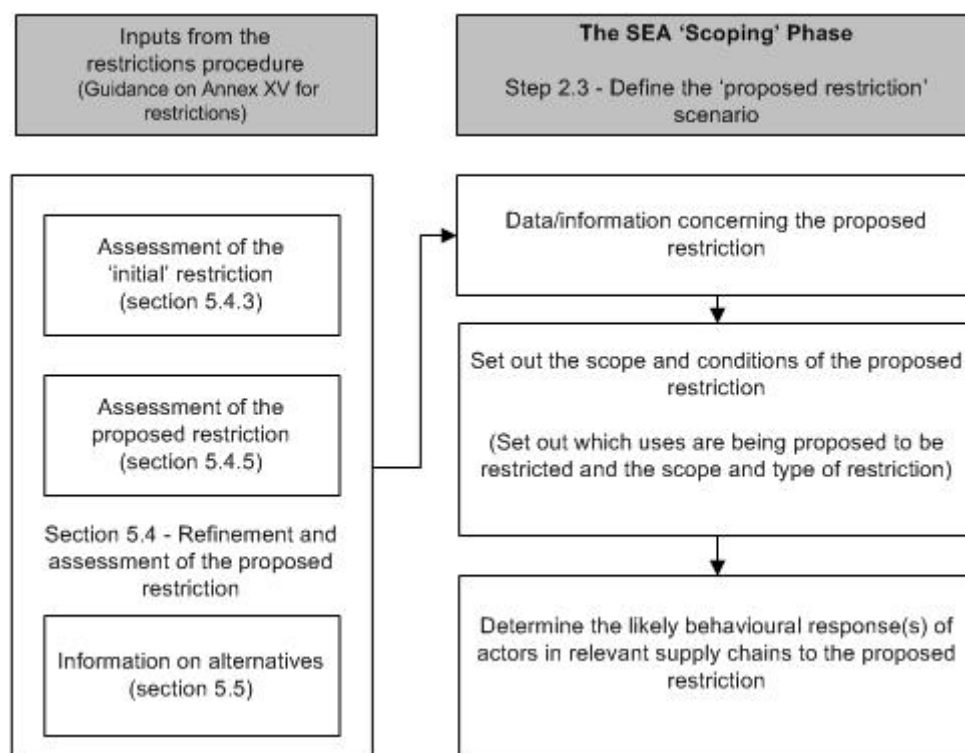 Inputs from the
restrictions procedure
(Guidance on Annex XV for
restrictions)
The SEA ‘Scoping’ Phase
Step 2.3 - Define the ‘proposed restriction’
scenario
Assessment of the
‘initial’ restriction
(section 5.4.3)
Assessment of the
proposed restriction
(section 5.4.5)
Section 5.4 - Refinement and
assessment of the proposed
restriction
Information on alternatives
(section 5.5)
Data/information concerning the proposed
restriction
Set out the scope and conditions of the proposed
restriction
(Set out which uses are being proposed to be
restricted and the scope and type of restriction)
Determine the likely behavioural response(s) of
actors in relevant supply chains to the proposed
restriction